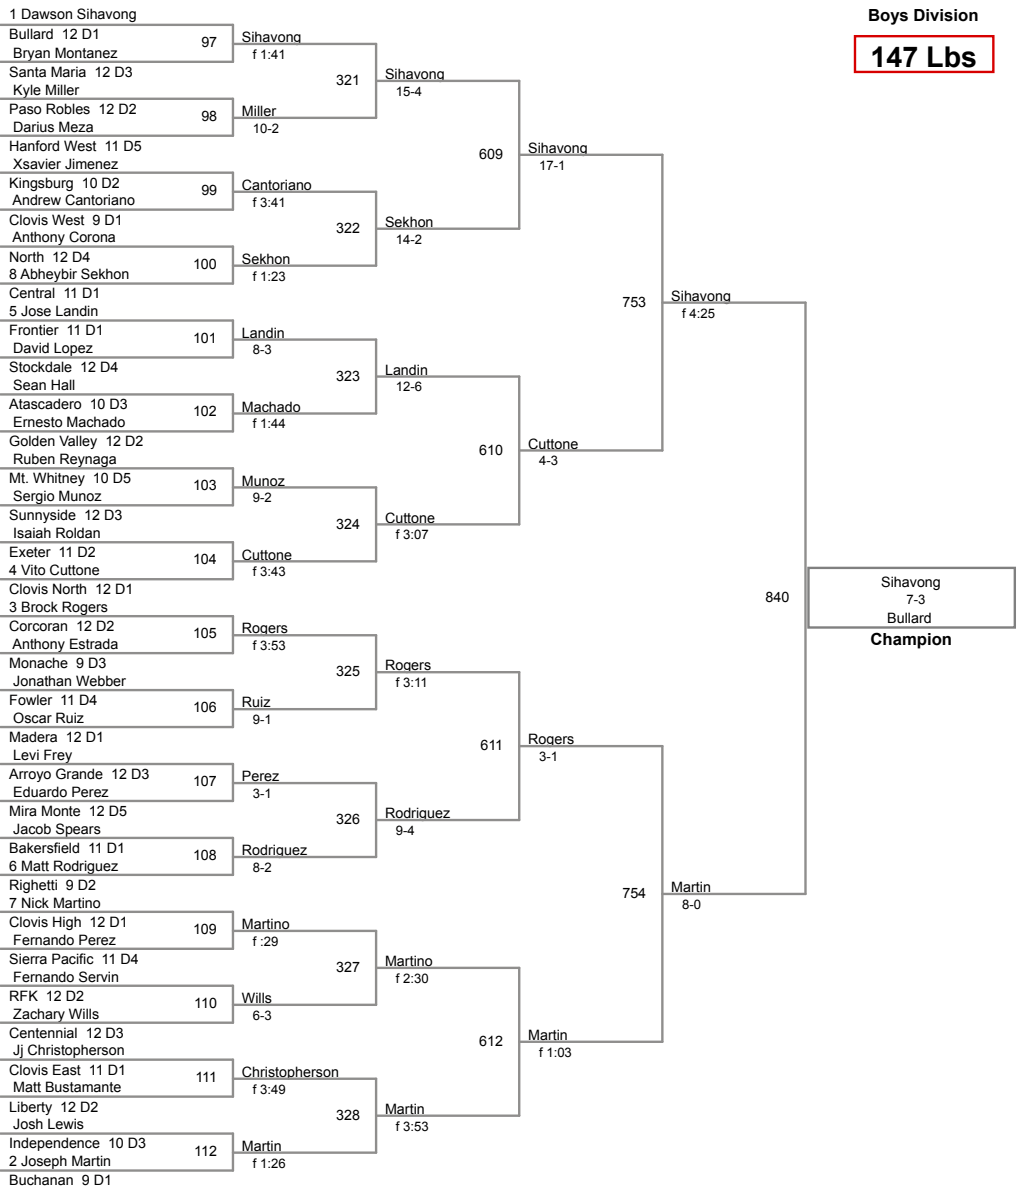 Boys Division
147 Lbs
1 Dawson Sihavong
Bullard 12 D1
97
Bryan Montanez
Santa Maria 12 D3
Kyle Miller
Paso Robles 12 D2
98
Darius Meza
Hanford West 11 D5
Xsavier Jimenez
Kingsburg 10 D2
99
Andrew Cantoriano
Clovis West 9 D1
Anthony Corona
North 12 D4
100
8 Abheybir Sekhon
Central 11 D1
5 Jose Landin
Frontier 11 D1
101
David Lopez
Stockdale 12 D4
Sean Hall
Atascadero 10 D3
102
Ernesto Machado
Golden Valley 12 D2
Ruben Reynaga
Mt. Whitney 10 D5
103
Sergio Munoz
Sunnyside 12 D3
Isaiah Roldan
Exeter 11 D2
104
4 Vito Cuttone
Clovis North 12 D1
3 Brock Rogers
Corcoran 12 D2
105
Anthony Estrada
Monache 9 D3
Jonathan Webber
Fowler 11 D4
106
Oscar Ruiz
Madera 12 D1
Levi Frey
Arroyo Grande 12 D3
107
Eduardo Perez
Mira Monte 12 D5
Jacob Spears
Bakersfield 11 D1
108
6 Matt Rodriguez
Righetti 9 D2
7 Nick Martino
Clovis High 12 D1
109
Fernando Perez
Sierra Pacific 11 D4
Fernando Servin
RFK 12 D2
110
Zachary Wills
Centennial 12 D3
Jj Christopherson
Clovis East 11 D1
111
Matt Bustamante
Liberty 12 D2
Josh Lewis
Independence 10 D3
112
2 Joseph Martin
Buchanan 9 D1
Sihavong
f 1:41
321
Miller
10-2
Cantoriano
f 3:41
322
Sekhon
f 1:23
Landin
8-3
323
Machado
f 1:44
Munoz
9-2
324
Cuttone
f 3:43
Rogers
f 3:53
325
Ruiz
9-1
Perez
3-1
326
Rodriguez
8-2
Martino
f :29
327
Wills
6-3
Christopherson
f 3:49
328
Martin
f 1:26
Sihavong
15-4
609
Sekhon
14-2
Landin
12-6
610
Cuttone
f 3:07
Rogers
f 3:11
611
Rodriguez
9-4
Martino
f 2:30
612
Martin
f 3:53
Sihavong
17-1
753
Cuttone
4-3
Rogers
3-1
754
Martin
f 1:03
Sihavong
f 4:25
840
Martin
8-0
Sihavong
7-3
Bullard
Champion